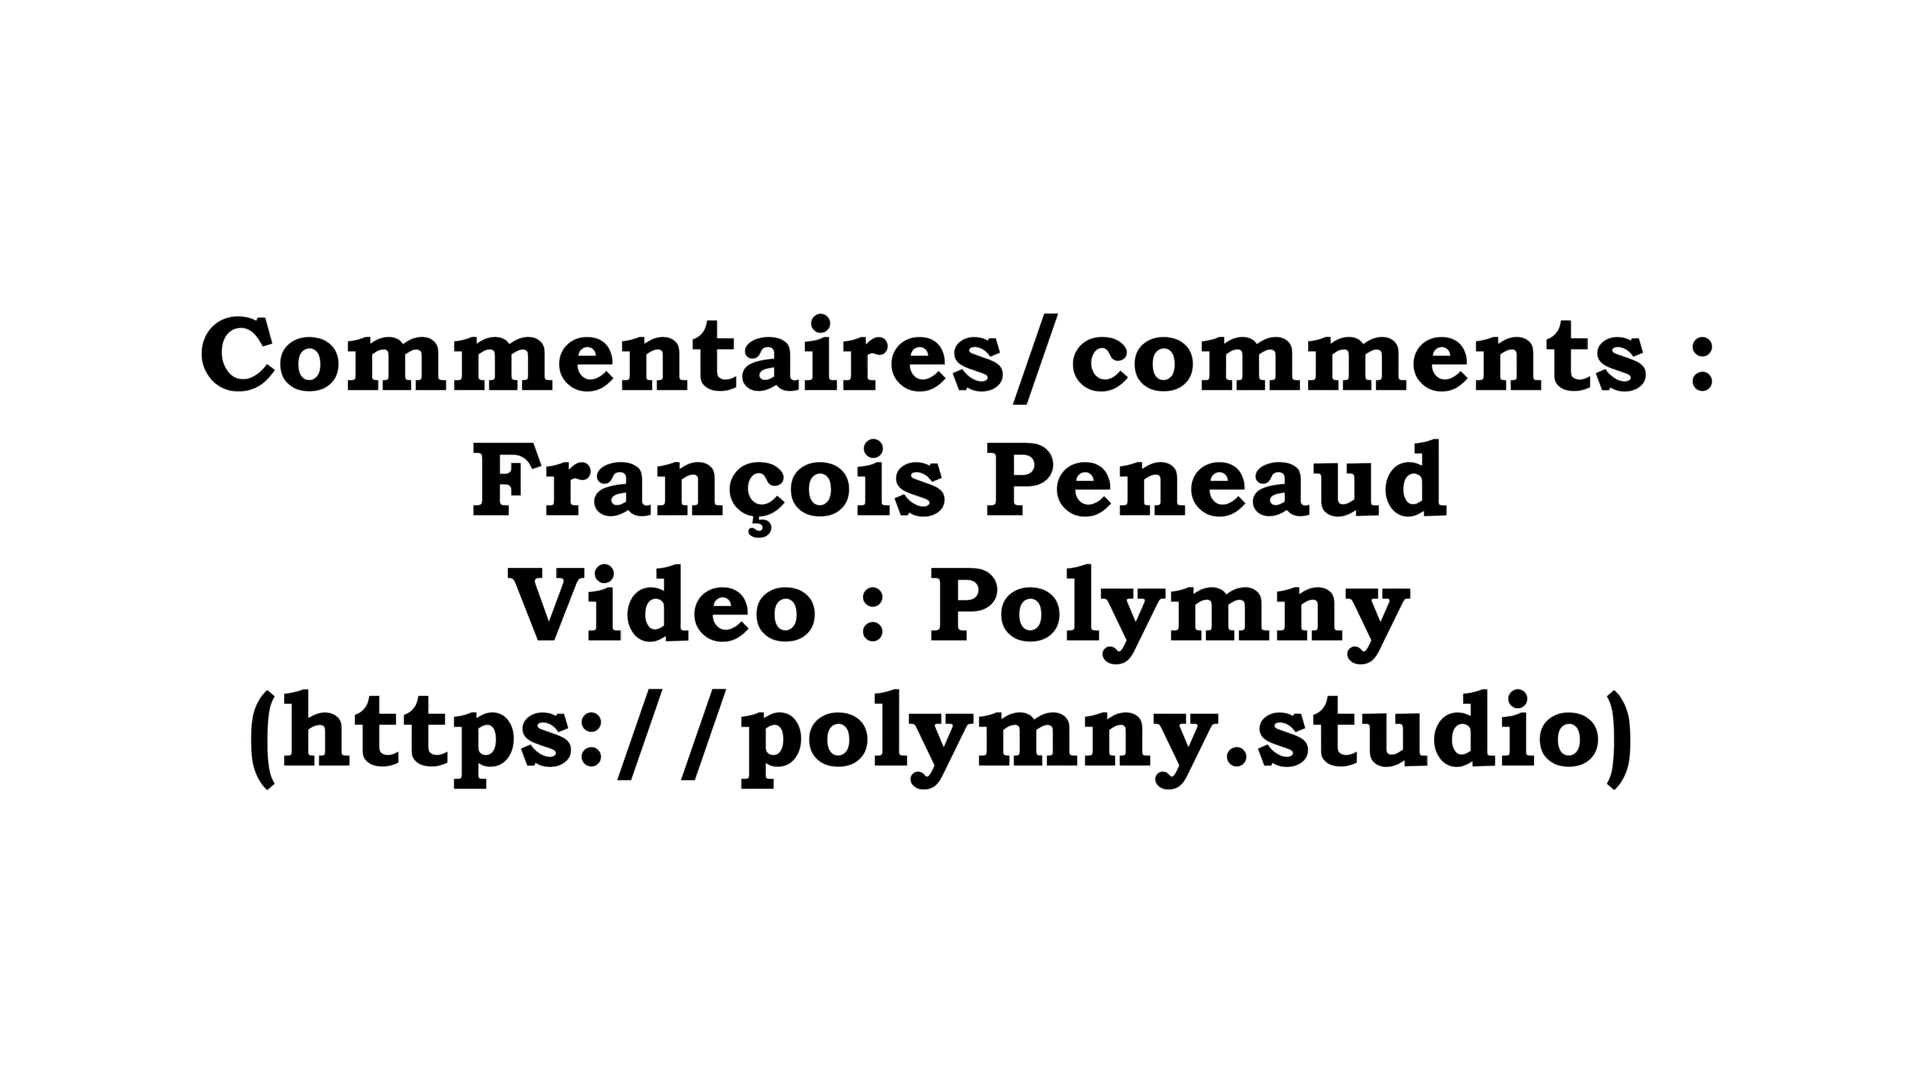 Commentaires/comments :
François Peneaud
Video : Polymny
(https://polymny.studio)